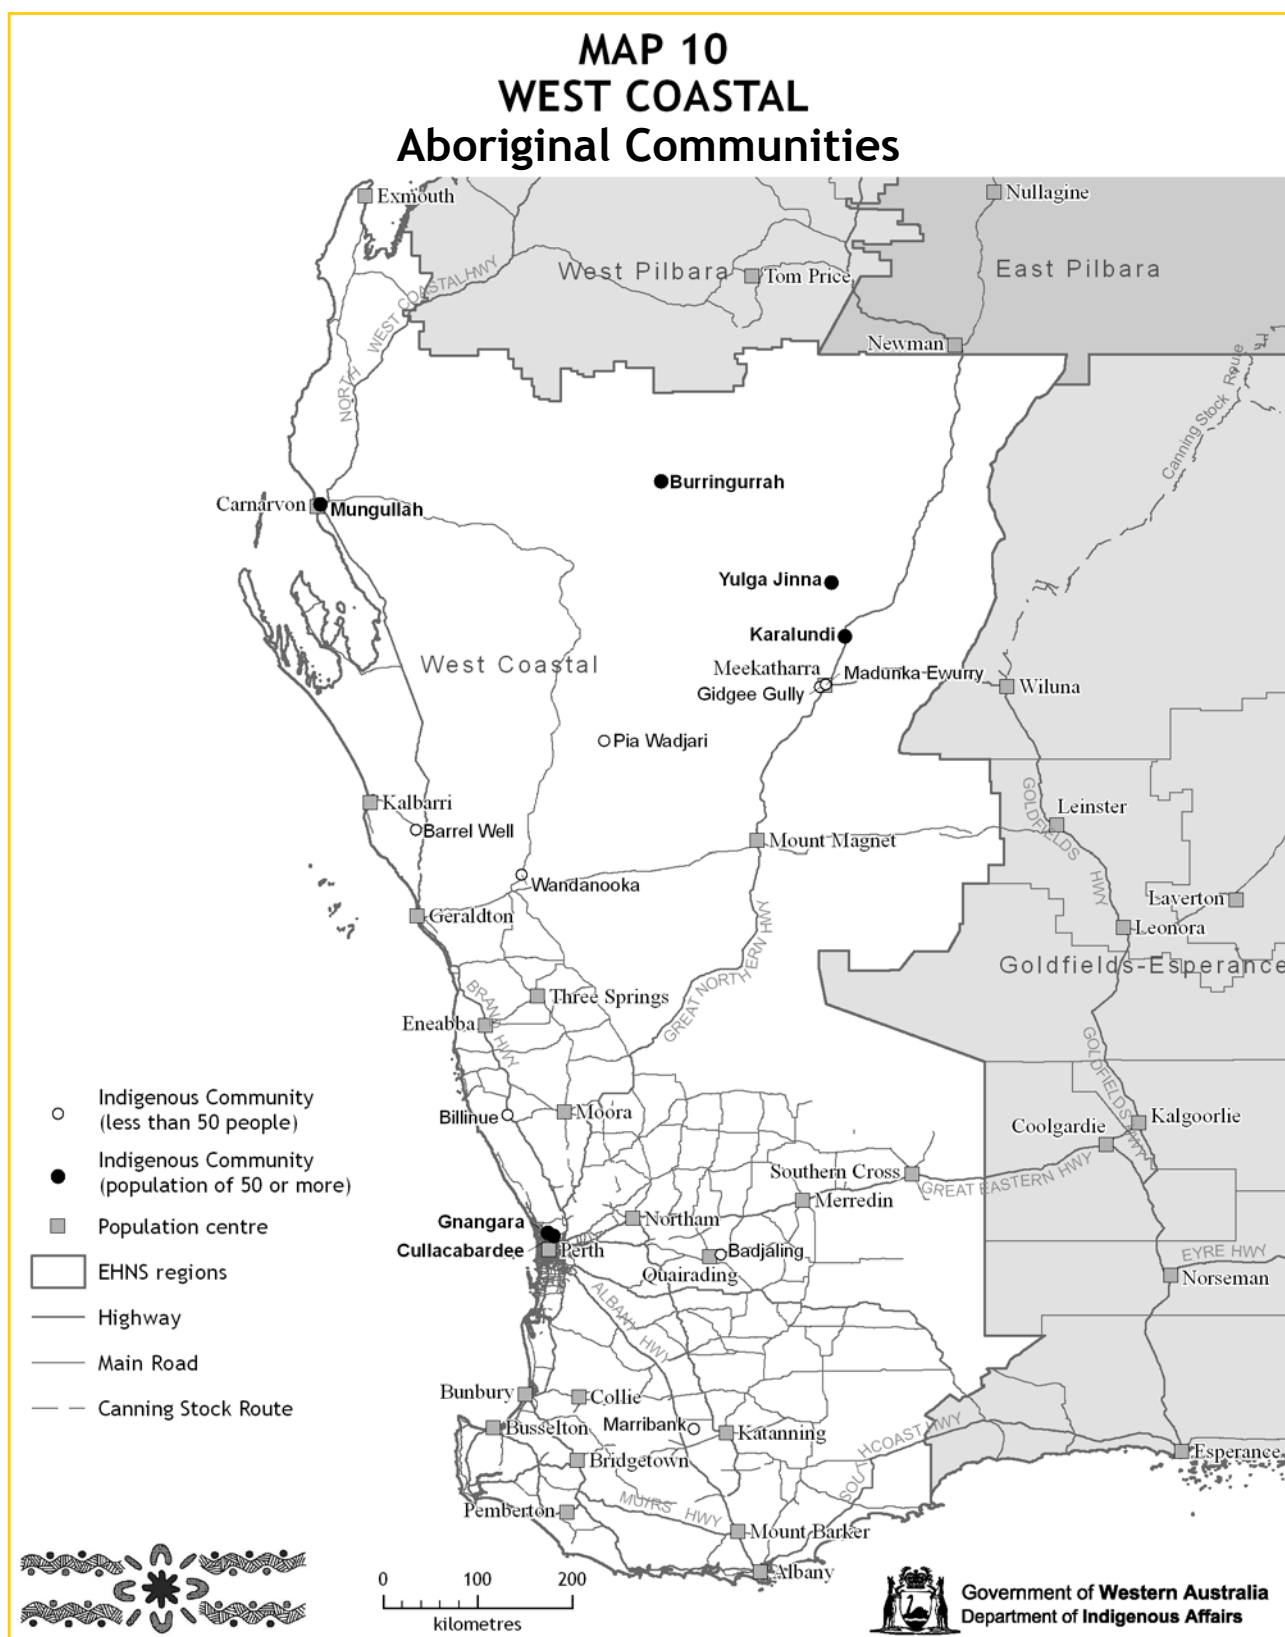 MAP 10
WEST COASTAL
Aboriginal Communities
Exmouth
Nullagine
West Pilbara
Tom Price
East Pilbara
NORTH WEST COASTAL HWY
Newman
Canning Stock Route
Burringurrah
Carnarvon
Mungullah
Yulga Jinna
Karalundi
West Coastal
Meekatharra
Madunka Ewurry
Gidgee Gully
Wiluna
Pia Wadjari
Kalbarri
Barrel Well
GOLDFIELDS HWY
Leinster
Mount Magnet
Wandanooka
Laverton
Geraldton
Leonora
GREAT NORTHERN HWY
Goldfields-Esperance
BRAND HWY
Three Springs
Eneabba
GOLDFIELDS HWY
Billinue
Moora
Coolgardie
Kalgoorlie
Southern Cross
GREAT EASTERN HWY
Merredin
Gnangara
Northam
Cullacabardee
Perth
Badjaling
Quairading
EYRE HWY
Norseman
ALBANY HWY
Bunbury
Collie
Busselton
Marribank
Katanning
SOUTH COAST HWY
Esperance
Bridgetown
MUIRS HWY
Pemberton
Mount Barker
Albany
Indigenous Community
(less than 50 people)
Indigenous Community
(population of 50 or more)
Population centre
EHNS regions
Highway
Main Road
Canning Stock Route
0 100 200
kilometres
Government of Western Australia
Department of Indigenous Affairs